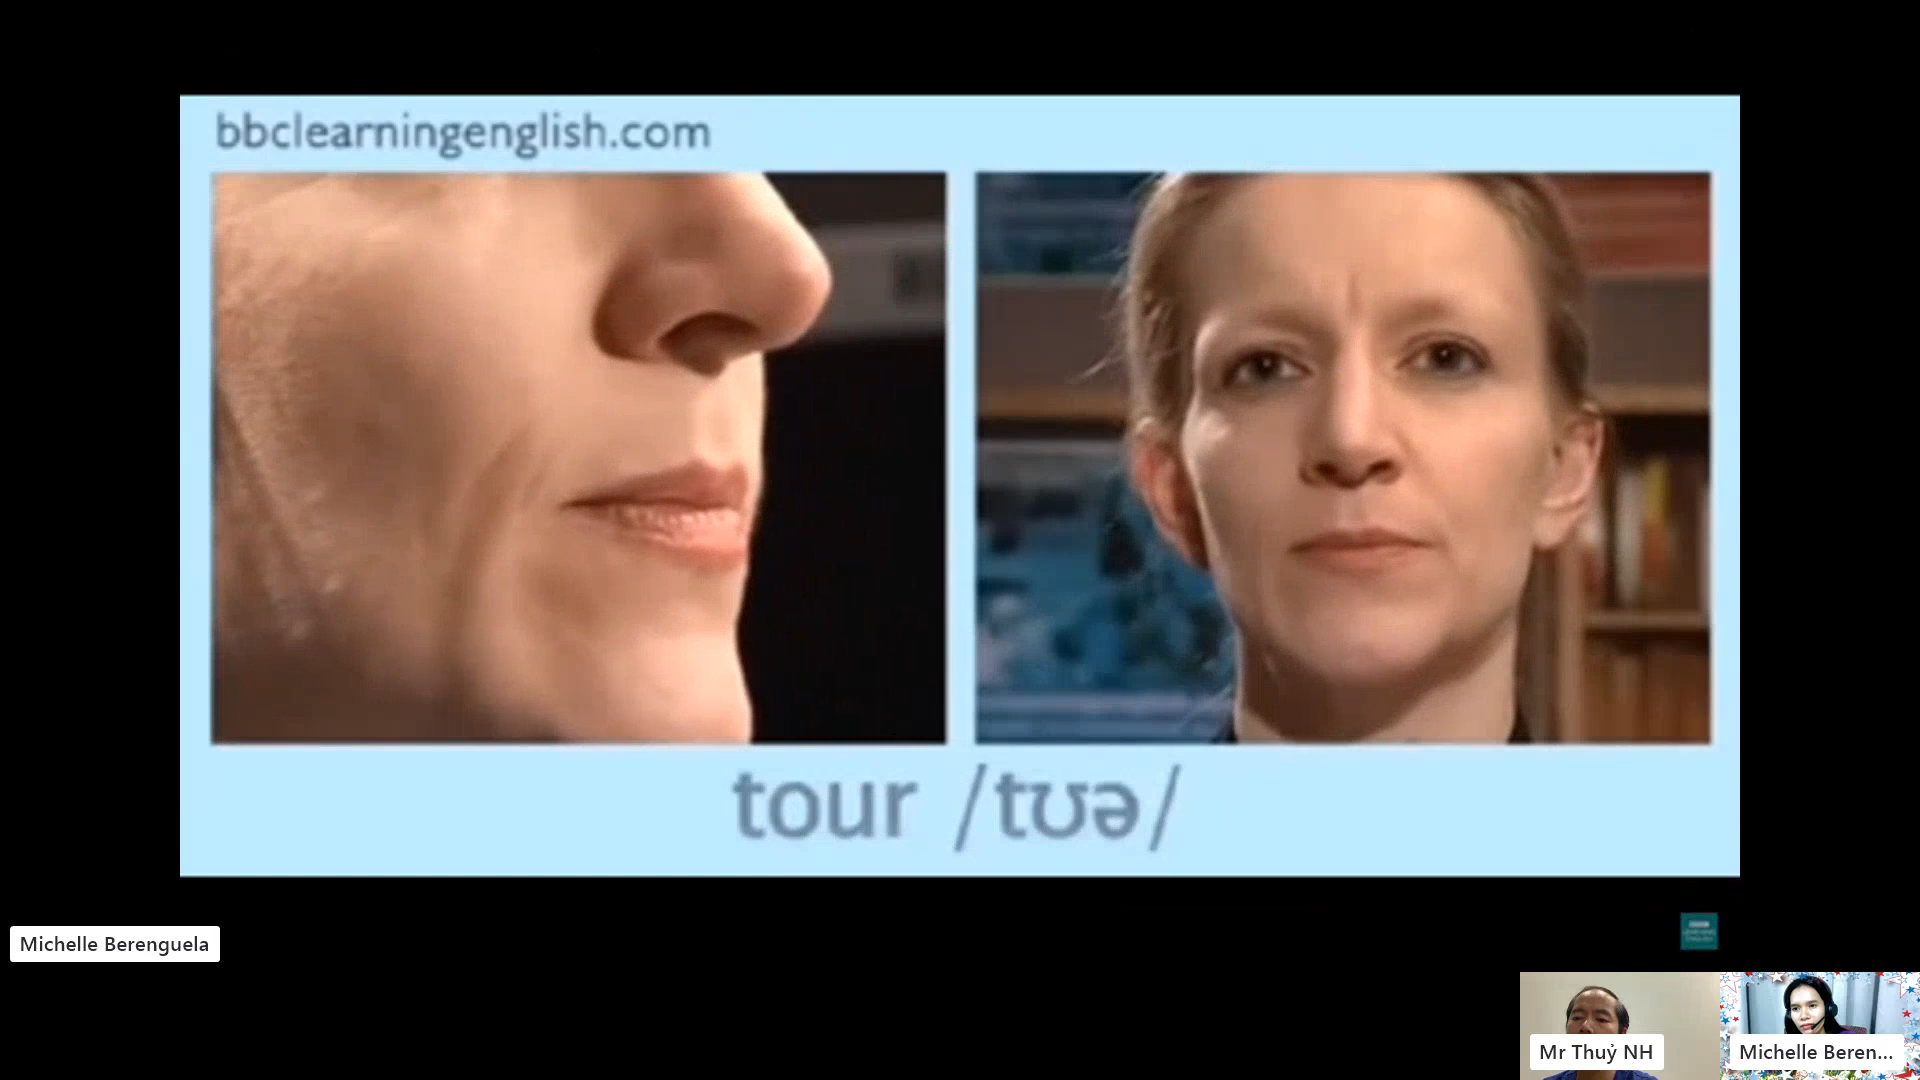 bbclearningenglish.com
tour /tʊə/
Michelle Berenguela
Mr Thuỷ NH
Michelle Beren...